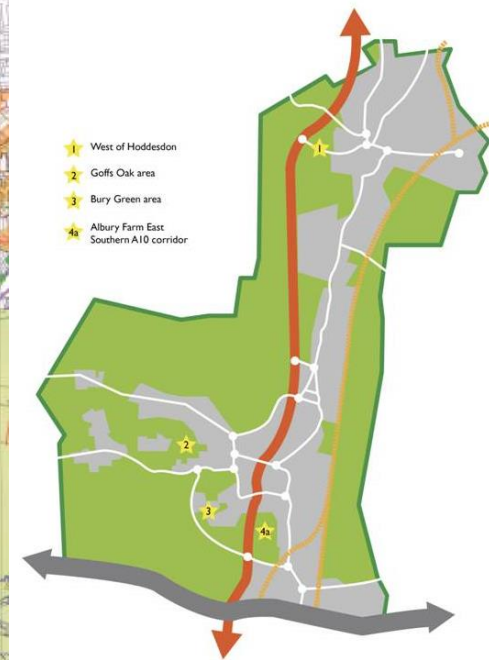 1 West of Hoddesdon
2 Goffs Oak area
3 Bury Green area
4a Albury Farm East
Southern A10 corridor
1
2
3
4a